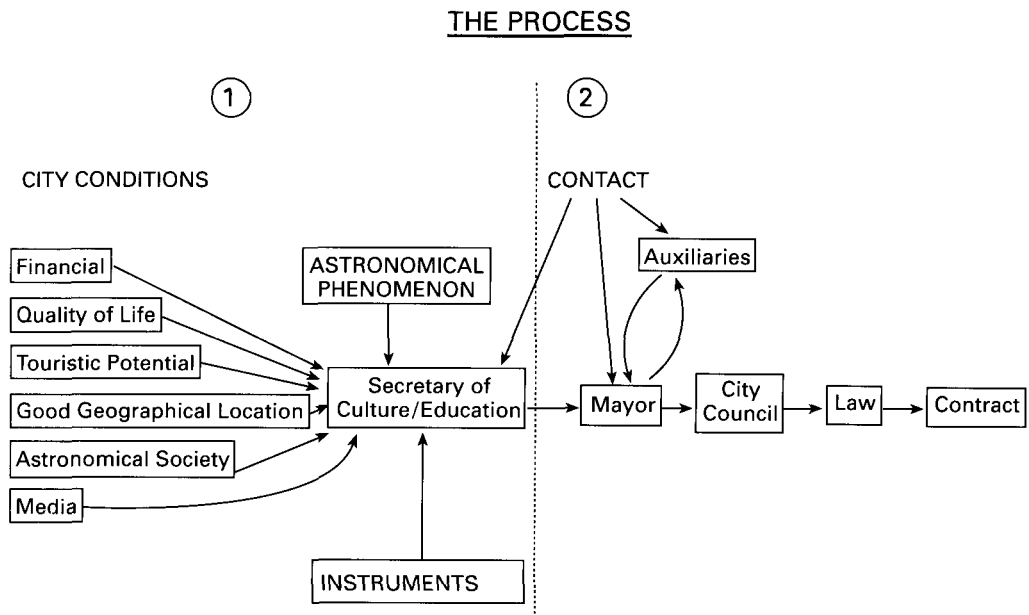 THE PROCESS
1
2
CITY CONDITIONS
CONTACT
Financial
Quality of Life
Touristic Potential
Good Geographical Location
Astronomical Society
Media
ASTRONOMICAL
PHENOMENON
Secretary of
Culture/Education
INSTRUMENTS
Auxiliaries
Mayor
City
Council
Law
Contract